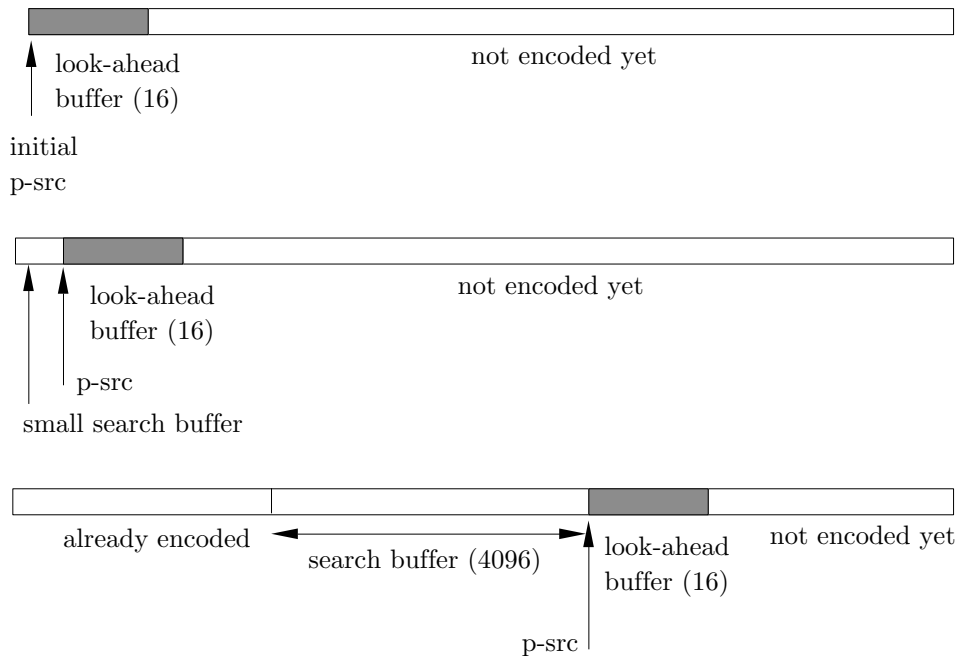 look-ahead
buffer (16)
not encoded yet
initial
p-src
look-ahead
buffer (16)
not encoded yet
p-src
small search buffer
already encoded
search buffer (4096)
look-ahead
buffer (16)
not encoded yet
p-src